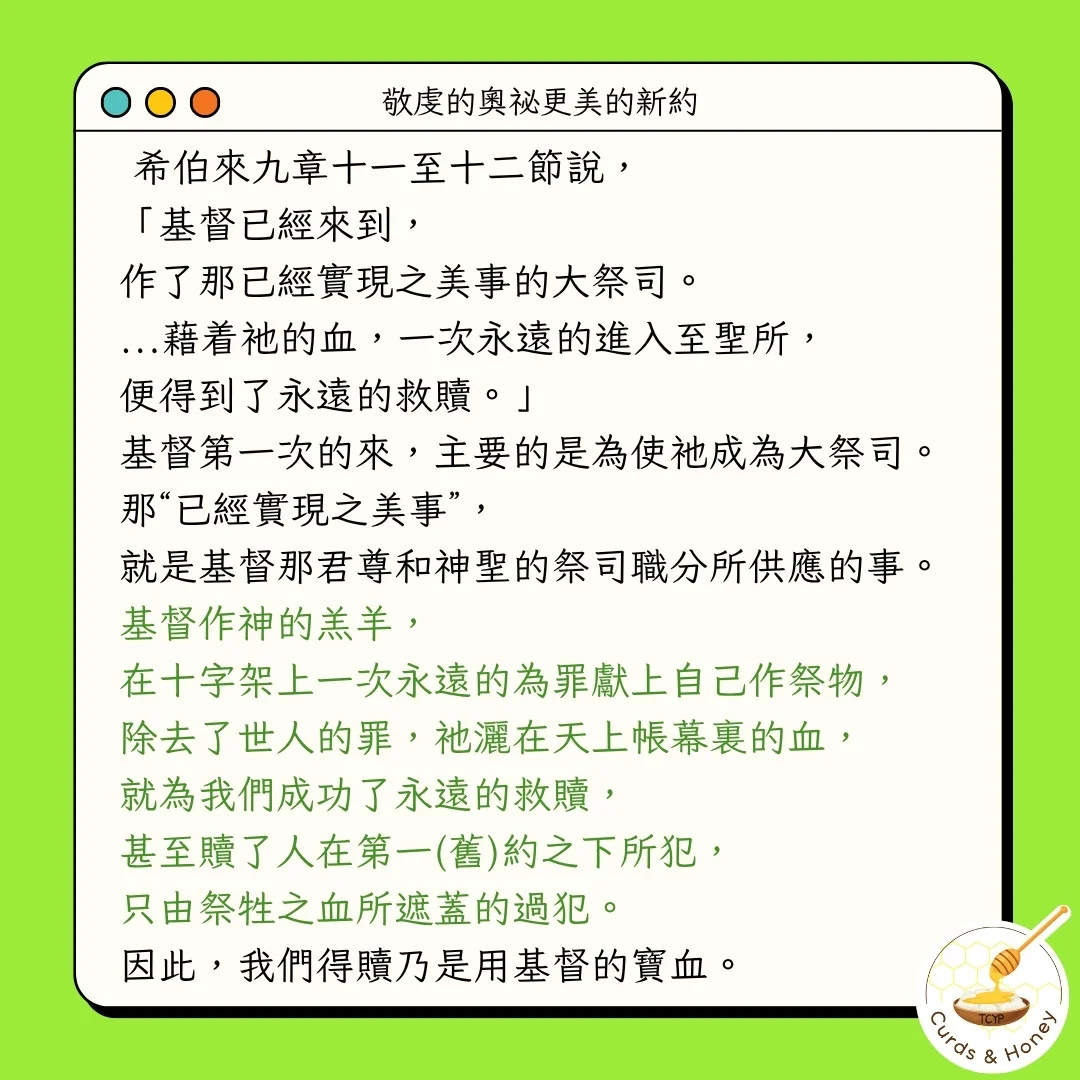 敬虔的奧祕更美的新約
希伯來九章十一至十二節說，
「基督已經來到，
作了那已經實現之美事的大祭司。
…藉着祂的血，一次永遠的進入至聖所，
便得到了永遠的救贖。」
基督第一次的來，主要的是為使祂成為大祭司。
那“已經實現之美事”，
就是基督那君尊和神聖的祭司職分所供應的事。
基督作神的羔羊，
在十字架上一次永遠的為罪獻上自己作祭物，
除去了世人的罪，祂灑在天上帳幕裏的血，
就為我們成功了永遠的救贖，
甚至贖了人在第一(舊)約之下所犯，
只由祭牲之血所遮蓋的過犯。
因此，我們得贖乃是用基督的寶血。
TCYP
Curds & Honey